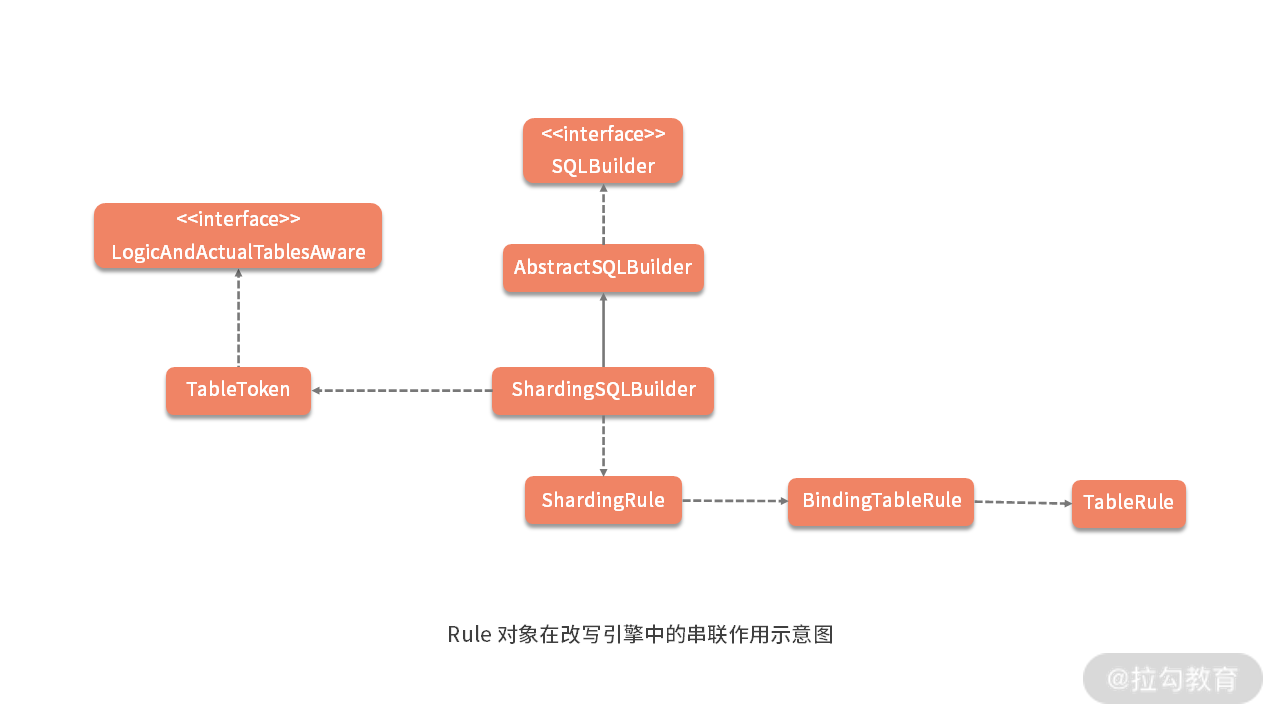 <<interface>>
SQLBuilder
<<interface>>
LogicAndActualTablesAware
AbstractSQLBuilder
TableToken
ShardingSQLBuilder
ShardingRule
BindingTableRule
TableRule
Rule 对象在改写引擎中的串联作用示意图
@拉勾教育